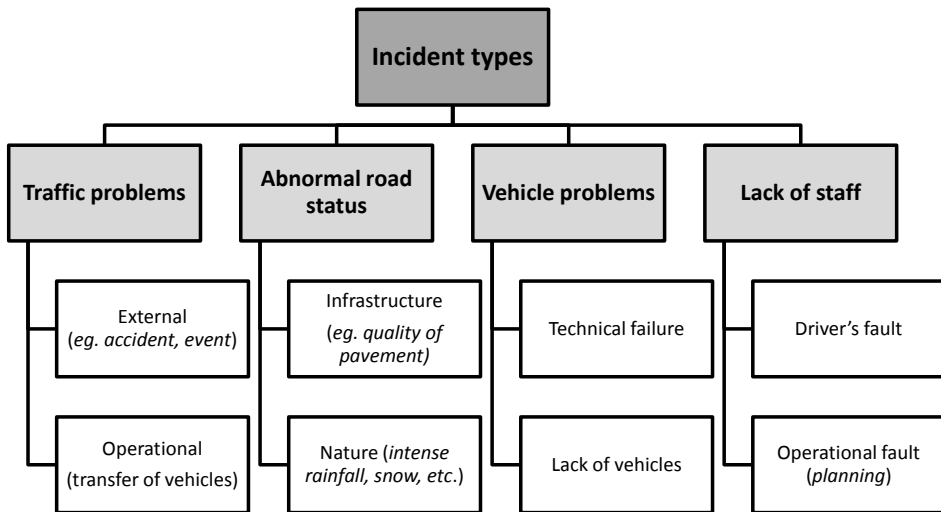 Incident types
Traffic problems
Abnormal road
status
Vehicle problems
Lack of staff
External
(eg. accident, event)
Infrastructure
(eg. quality of
pavement)
Technical failure
Driver’s fault
Operational
(transfer of vehicles)
Nature (intense
rainfall, snow, etc.)
Lack of vehicles
Operational fault
(planning)